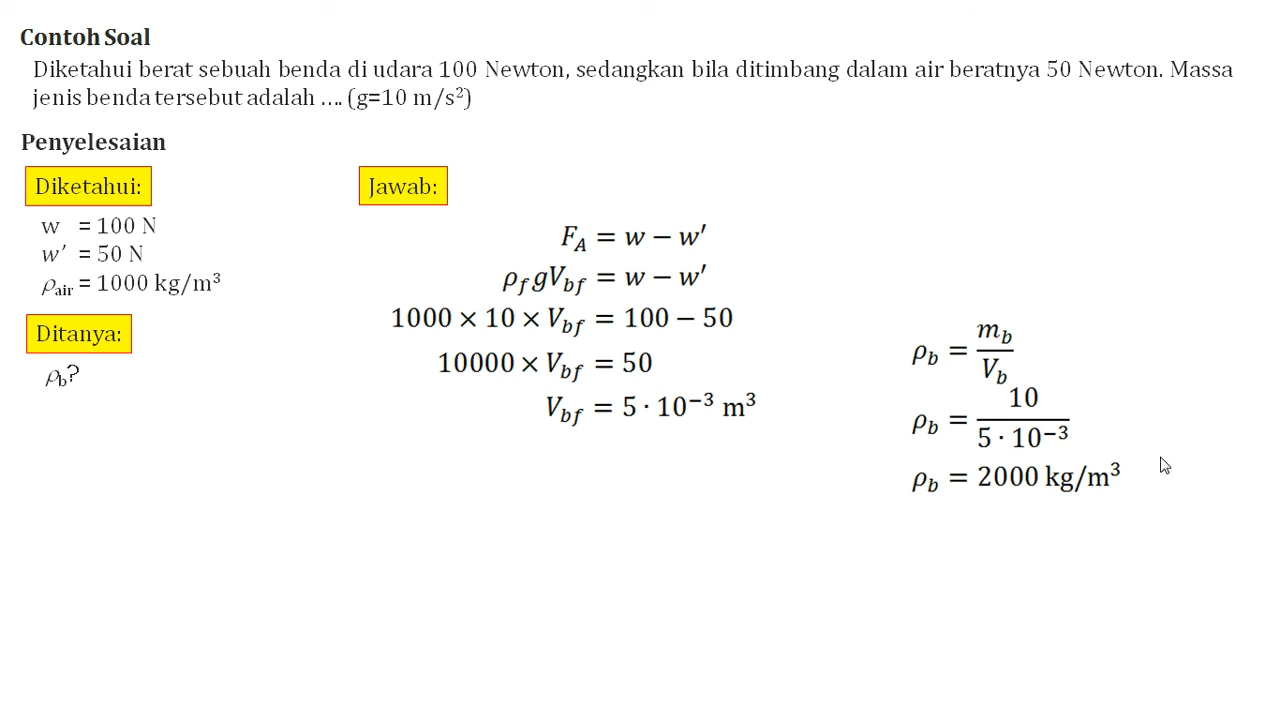 Contoh Soal
Diketahui berat sebuah benda di udara 100 Newton, sedangkan bila ditimbang dalam air beratnya 50 Newton. Massa
jenis benda tersebut adalah .... (g=10 m/s²)
Penyelesaian
Diketahui:
w = 100 N
w′ = 50 N
ρair = 1000 kg/m³
Ditanya:
ρb?
Jawab:
F_A = w − w′
ρ_f gV_bf = w − w′
1000 × 10 × V_bf = 100 − 50
10000 × V_bf = 50
V_bf = 5 · 10⁻³ m³
ρ_b = m_b / V_b
ρ_b = 10 / 5 · 10⁻³
ρ_b = 2000 kg/m³